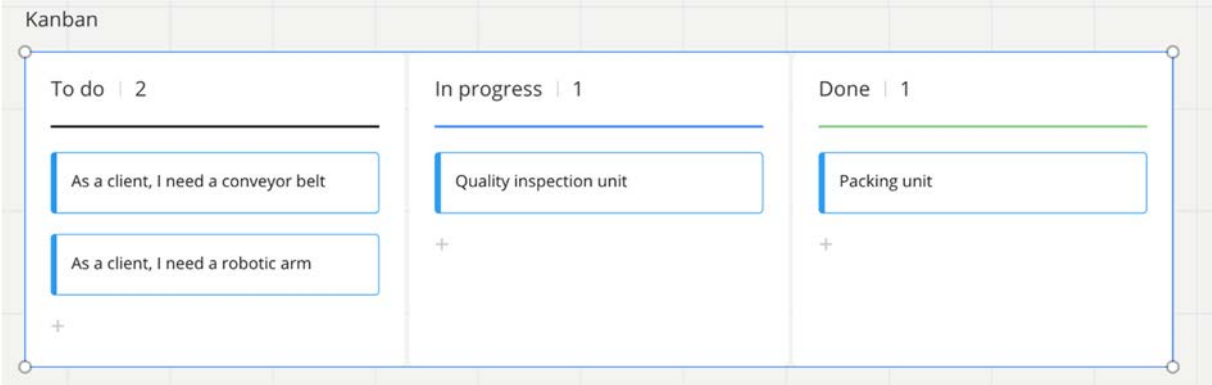 Kanban
To do | 2
As a client, I need a conveyor belt
As a client, I need a robotic arm
+
In progress | 1
Quality inspection unit
+
Done | 1
Packing unit
+